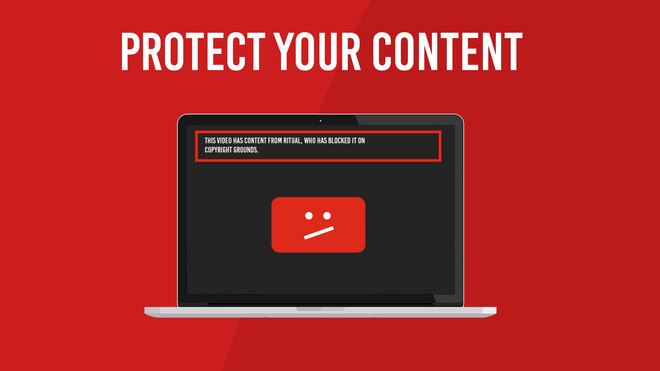 PROTECT YOUR CONTENT
THIS VIDEO HAS CONTENT FROM RITUAL, WHO HAS BLOCKED IT ON
COPYRIGHT GROUNDS.